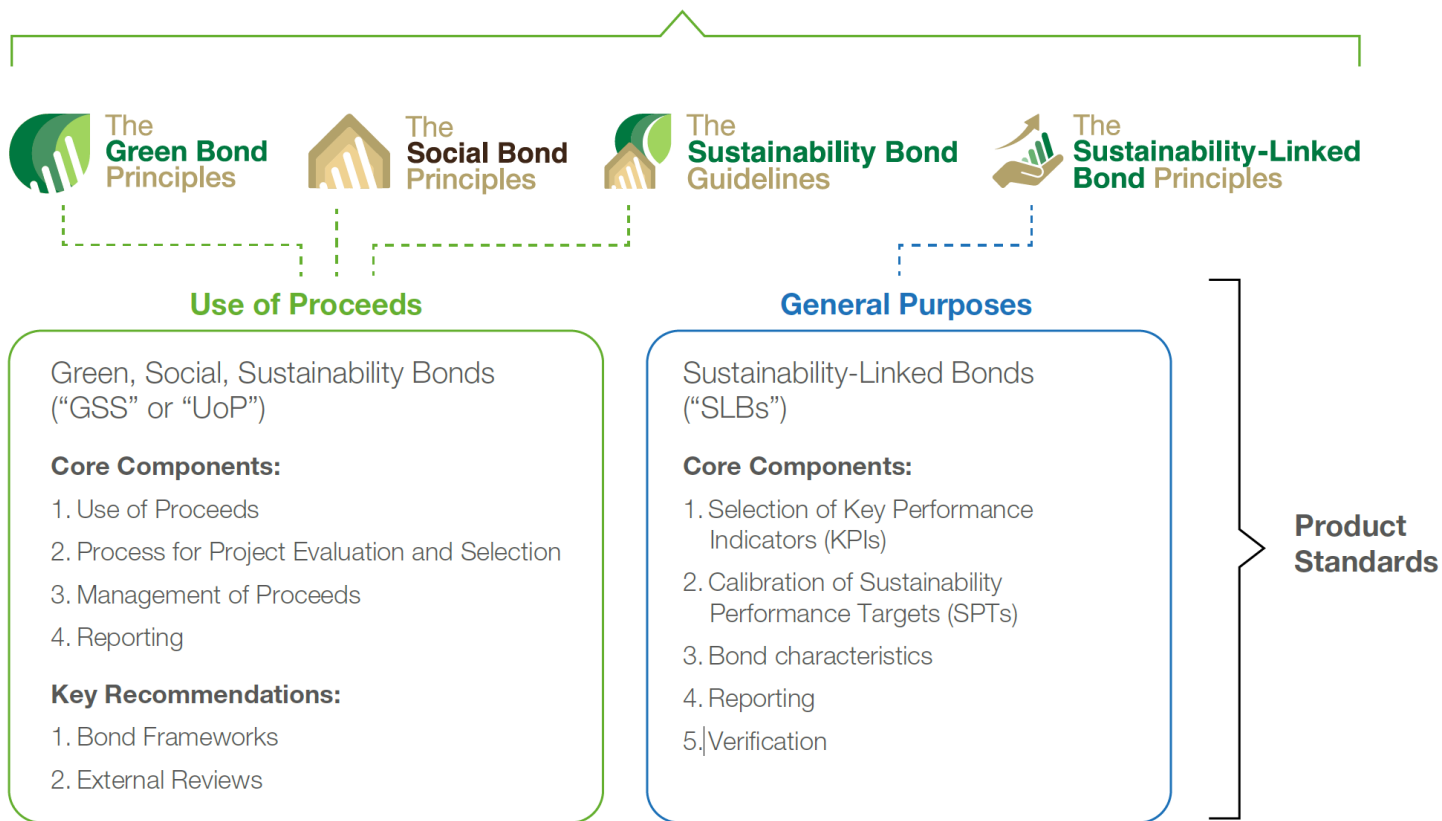 The
Green Bond
Principles
The
Social Bond
Principles
The
Sustainability Bond
Guidelines
The
Sustainability-Linked
Bond Principles
Use of Proceeds
Green, Social, Sustainability Bonds
(“GSS” or “UoP”)
Core Components:
1. Use of Proceeds
2. Process for Project Evaluation and Selection
3. Management of Proceeds
4. Reporting
Key Recommendations:
1. Bond Frameworks
2. External Reviews
General Purposes
Sustainability-Linked Bonds
(“SLBs”)
Core Components:
1. Selection of Key Performance
Indicators (KPIs)
2. Calibration of Sustainability
Performance Targets (SPTs)
3. Bond characteristics
4. Reporting
5. Verification
Product
Standards